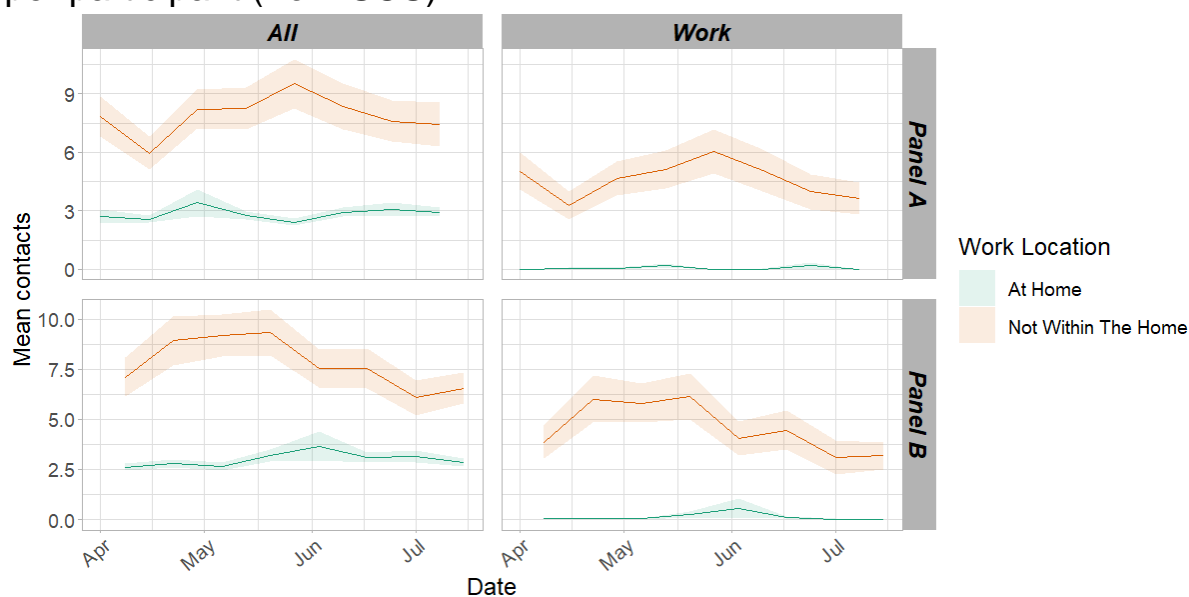 All
Work
9
6
3
0
Panel A
10.0
7.5
5.0
2.5
0.0
Panel B
Mean contacts
Apr
May
Jun
Jul
Apr
May
Jun
Jul
Date
Work Location
At Home
Not Within The Home